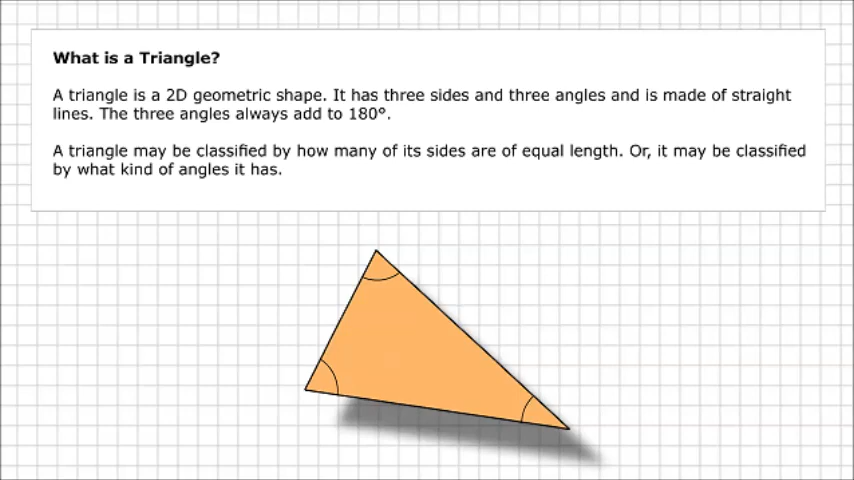 What is a Triangle?
A triangle is a 2D geometric shape. It has three sides and three angles and is made of straight
lines. The three angles always add to 180°.
A triangle may be classified by how many of its sides are of equal length. Or, it may be classified
by what kind of angles it has.